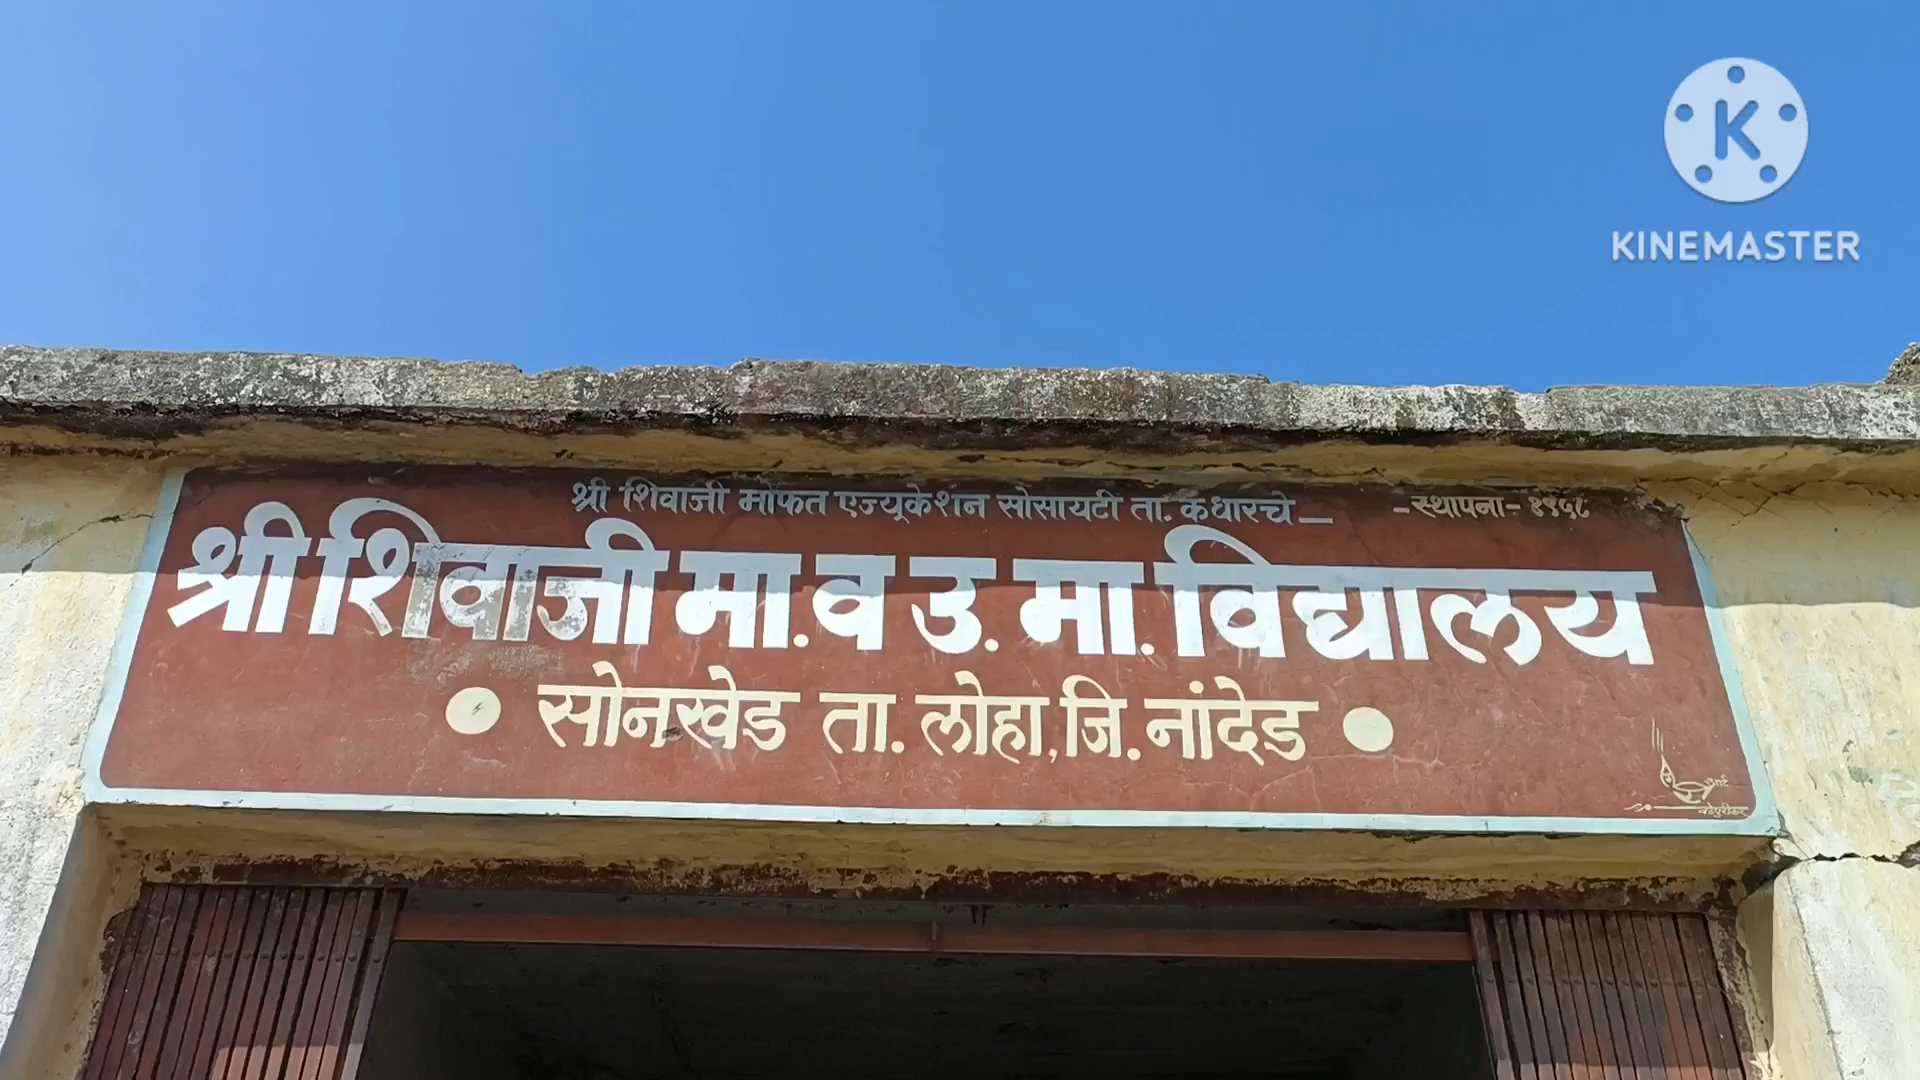 KINEMASTER
श्री शिवाजी मोफत एज्यूकेशन सोसायटी ता. कंधारचे — - स्थापना - १९५८
श्री शिवाजी मा. व उ. मा. विद्यालय
● सोनखेड ता. लोहा, जि. नांदेड ●